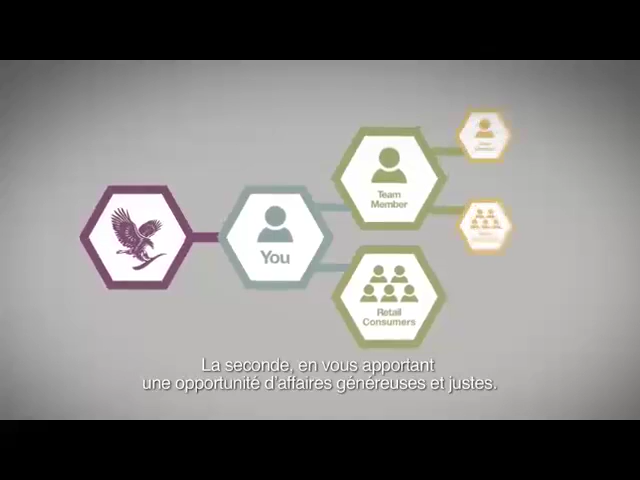 You
Team
Member
Retail
Consumers
La seconde, en vous apportant
une opportunité d'affaires généreuses et justes.